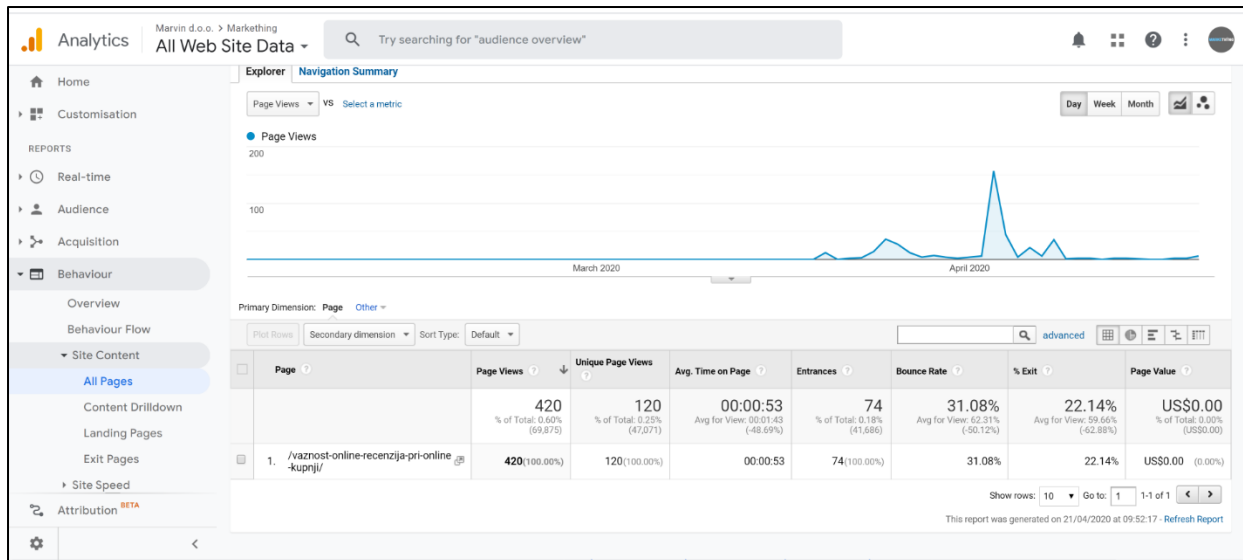 Analytics
Marvin d.o.o. > Markething
All Web Site Data
Try searching for "audience overview"
Home
Customisation
REPORTS
Real-time
Audience
Acquisition
Behaviour
Overview
Behaviour Flow
Site Content
All Pages
Content Drilldown
Landing Pages
Exit Pages
Site Speed
Attribution BETA
Explorer Navigation Summary
Page Views VS Select a metric
Day Week Month
Page Views
200
100
March 2020 April 2020
Primary Dimension: Page Other
Plot Rows Secondary dimension Sort Type: Default advanced
Page Page Views Unique Page Views Avg. Time on Page Entrances Bounce Rate % Exit Page Value
420 120 00:00:53 74 31.08% 22.14% US$0.00
% of Total: 0.60% % of Total: 0.25% Avg for View: 00:01:43 % of Total: 0.18% Avg for View: 62.31% Avg for View: 59.66% % of Total: 0.00%
(69,875) (47,071) (-48.69%) (41,686) (-50.12%) (-62.88%) (US$0.00)
1. /vaznost-online-recenzija-pri-online
-kupnji/ 420(100.00%) 120(100.00%) 00:00:53 74(100.00%) 31.08% 22.14% US$0.00 (0.00%)
Show rows: 10 Go to: 1 1-1 of 1
This report was generated on 21/04/2020 at 09:52:17 - Refresh Report